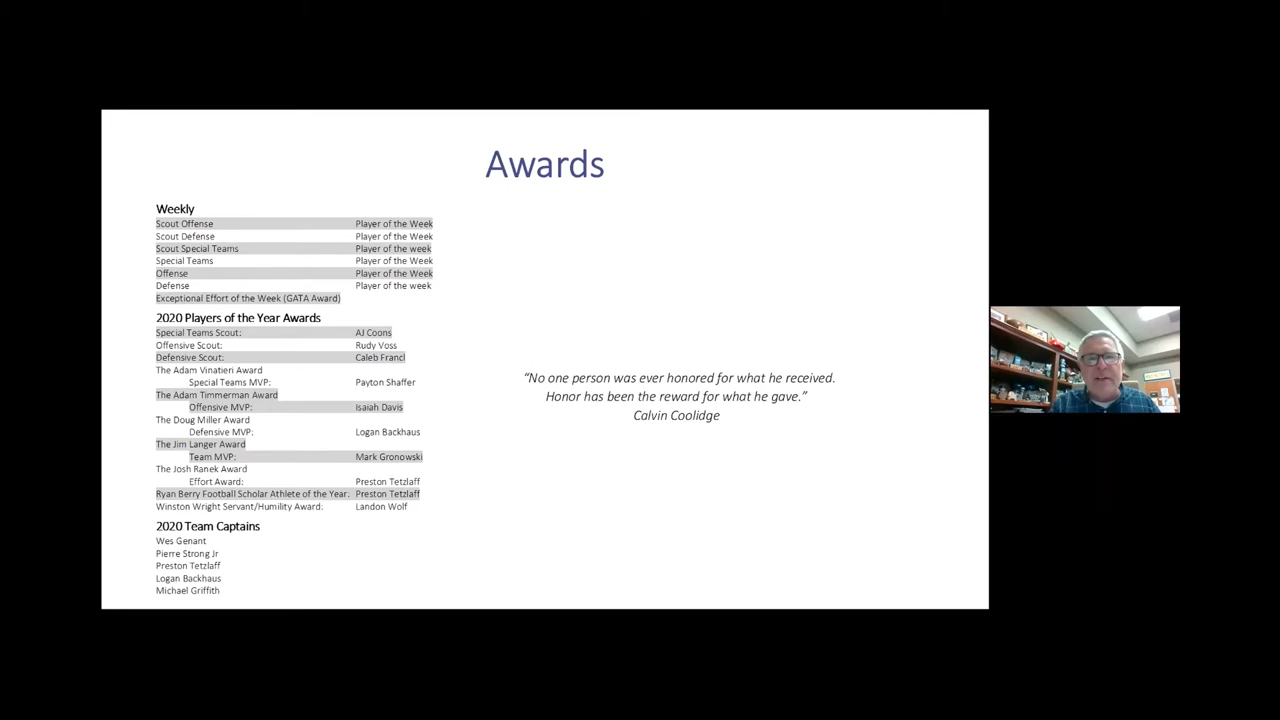 Awards
Weekly
Scout Offense Player of the Week
Scout Defense Player of the Week
Scout Special Teams Player of the week
Special Teams Player of the Week
Offense Player of the Week
Defense Player of the week
Exceptional Effort of the Week (GATA Award)
2020 Players of the Year Awards
Special Teams Scout: AJ Coons
Offensive Scout: Rudy Voss
Defensive Scout: Caleb Francl
The Adam Vinatieri Award
Special Teams MVP: Payton Shaffer
The Adam Timmerman Award
Offensive MVP: Isaiah Davis
The Doug Miller Award
Defensive MVP: Logan Backhaus
The Jim Langer Award
Team MVP: Mark Gronowski
The Josh Ranek Award
Effort Award: Preston Tetzlaff
Ryan Berry Football Scholar Athlete of the Year: Preston Tetzlaff
Winston Wright Servant/Humility Award: Landon Wolf
2020 Team Captains
Wes Genant
Pierre Strong Jr
Preston Tetzlaff
Logan Backhaus
Michael Griffith
“No one person was ever honored for what he received.
Honor has been the reward for what he gave.”
Calvin Coolidge